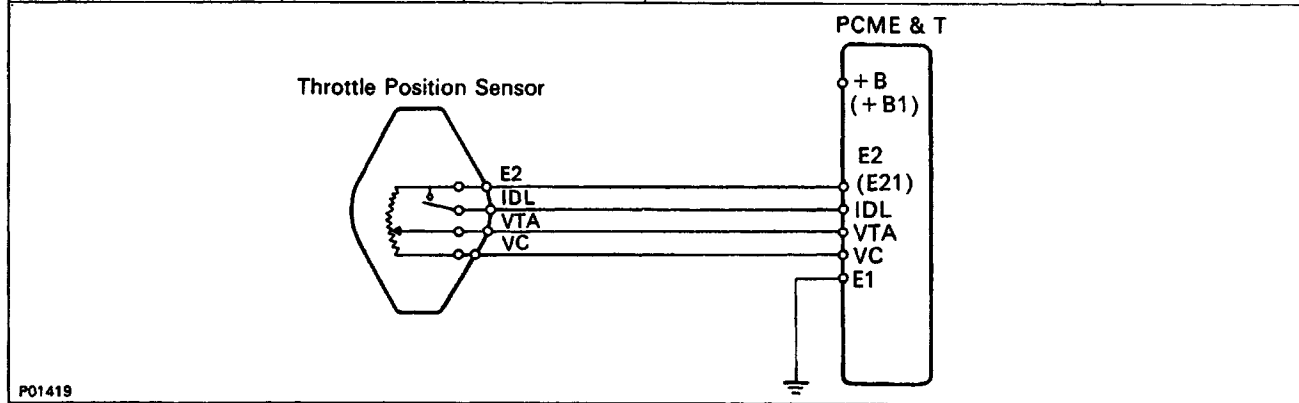 PCME & T
Throttle Position Sensor
+B
(+B1)
E2
E2
(E21)
IDL
IDL
VTA
VTA
VC
VC
E1
P01419